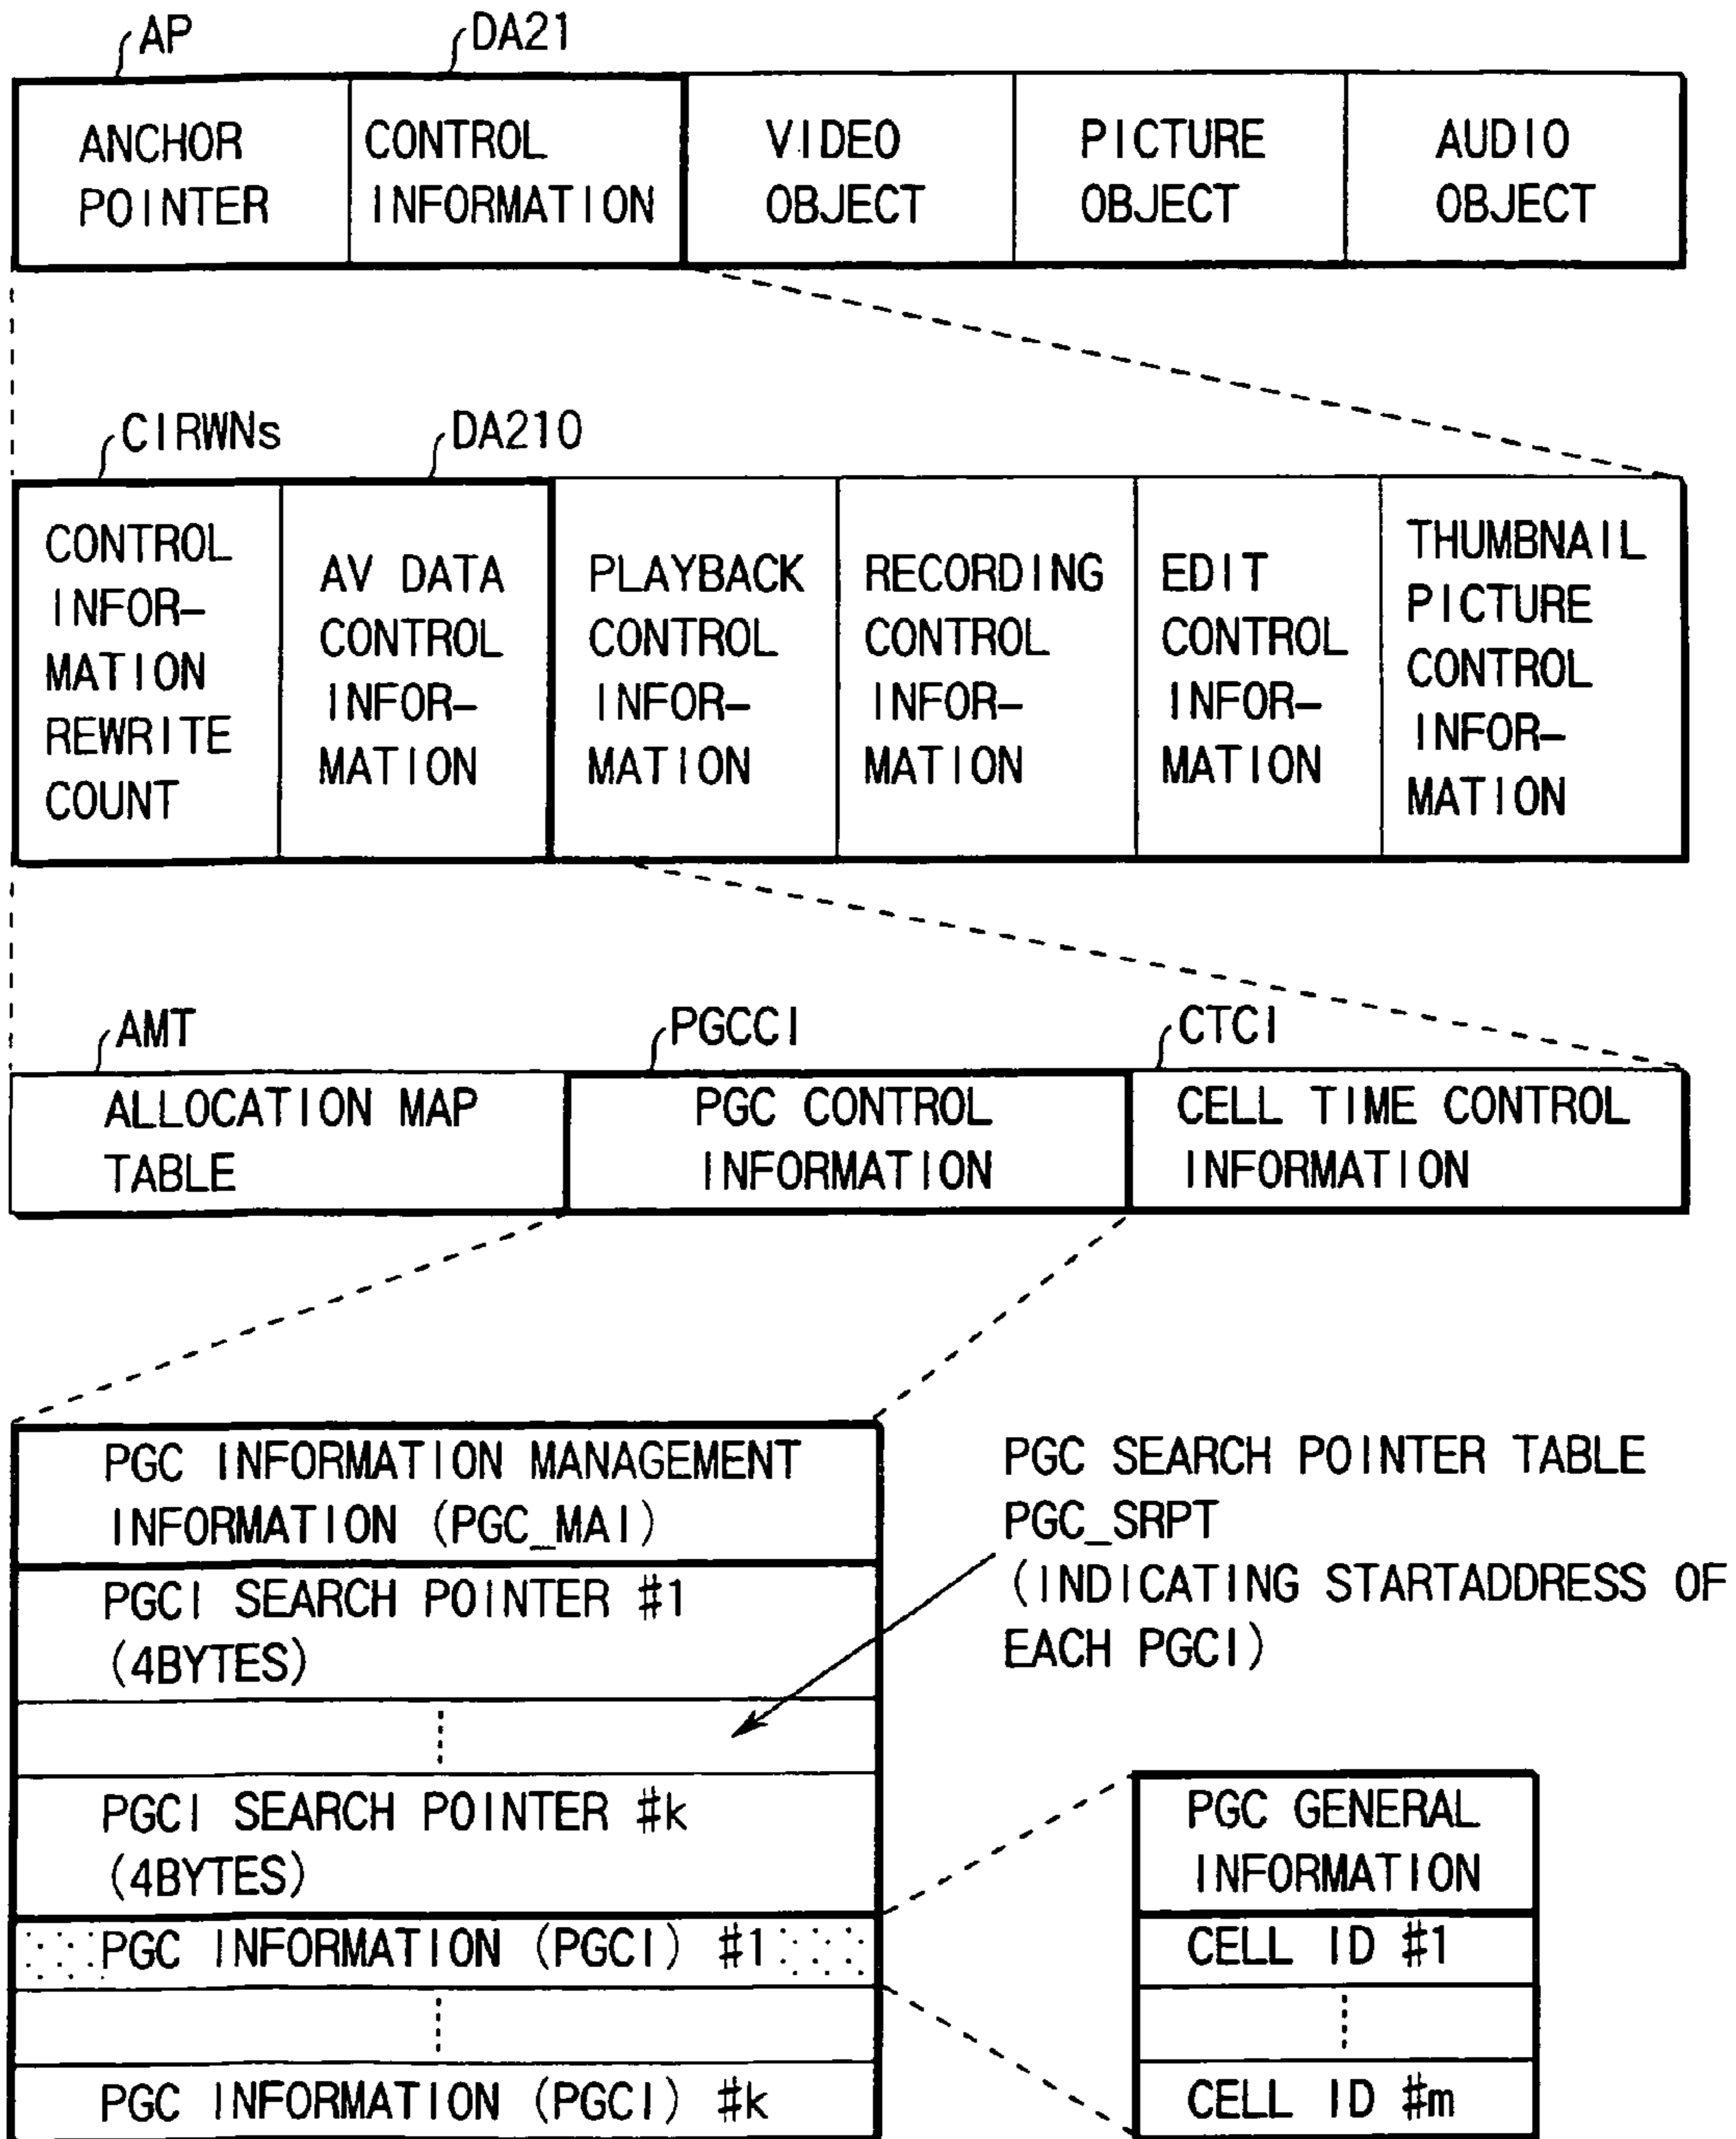 AP
DA21
ANCHOR
POINTER
CONTROL
INFORMATION
VIDEO
OBJECT
PICTURE
OBJECT
AUDIO
OBJECT
CIRWNs
DA210
CONTROL
INFOR-
MATION
REWRITE
COUNT
AV DATA
CONTROL
INFOR-
MATION
PLAYBACK
CONTROL
INFOR-
MATION
RECORDING
CONTROL
INFOR-
MATION
EDIT
CONTROL
INFOR-
MATION
THUMBNAIL
PICTURE
CONTROL
INFOR-
MATION
AMT
PGCCI
CTCI
ALLOCATION MAP
TABLE
PGC CONTROL
INFORMATION
CELL TIME CONTROL
INFORMATION
PGC INFORMATION MANAGEMENT
INFORMATION (PGC_MAI)
PGCI SEARCH POINTER #1
(4BYTES)
PGCI SEARCH POINTER #k
(4BYTES)
PGC INFORMATION (PGCI) #1
PGC INFORMATION (PGCI) #k
PGC SEARCH POINTER TABLE
PGC_SRPT
(INDICATING STARTADDRESS OF
EACH PGCI)
PGC GENERAL
INFORMATION
CELL ID #1
CELL ID #m